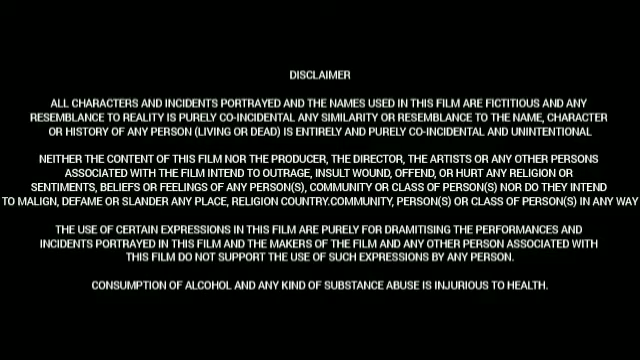 DISCLAIMER
ALL CHARACTERS AND INCIDENTS PORTRAYED AND THE NAMES USED IN THIS FILM ARE FICTITIOUS AND ANY
RESEMBLANCE TO REALITY IS PURELY CO-INCIDENTAL ANY SIMILARITY OR RESEMBLANCE TO THE NAME, CHARACTER
OR HISTORY OF ANY PERSON (LIVING OR DEAD) IS ENTIRELY AND PURELY CO-INCIDENTAL AND UNINTENTIONAL
NEITHER THE CONTENT OF THIS FILM NOR THE PRODUCER, THE DIRECTOR, THE ARTISTS OR ANY OTHER PERSONS
ASSOCIATED WITH THE FILM INTEND TO OUTRAGE, INSULT WOUND, OFFEND, OR HURT ANY RELIGION OR
SENTIMENTS, BELIEFS OR FEELINGS OF ANY PERSON(S), COMMUNITY OR CLASS OF PERSON(S) NOR DO THEY INTEND
TO MALIGN, DEFAME OR SLANDER ANY PLACE, RELIGION COUNTRY.COMMUNITY, PERSON(S) OR CLASS OF PERSON(S) IN ANY WAY
THE USE OF CERTAIN EXPRESSIONS IN THIS FILM ARE PURELY FOR DRAMITISING THE PERFORMANCES AND
INCIDENTS PORTRAYED IN THIS FILM AND THE MAKERS OF THE FILM AND ANY OTHER PERSON ASSOCIATED WITH
THIS FILM DO NOT SUPPORT THE USE OF SUCH EXPRESSIONS BY ANY PERSON.
CONSUMPTION OF ALCOHOL AND ANY KIND OF SUBSTANCE ABUSE IS INJURIOUS TO HEALTH.